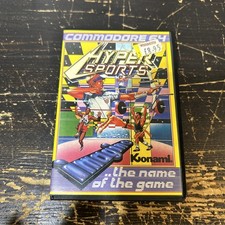 COMMODORE 64
HYPER
SPORTS
Konami
..the name
of the game